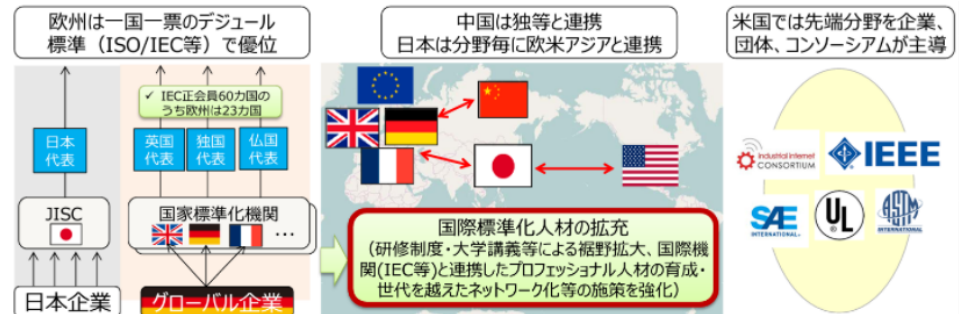 欧州は一国一票のデジュール
標準（ISO/IEC等）で優位
✓ IEC正会員60カ国の
うち欧州は23カ国
日本
代表
英国
代表
独国
代表
仏国
代表
JISC
国家標準化機関
…
日本企業
グローバル企業
中国は独等と連携
日本は分野毎に欧米アジアと連携
国際標準化人材の拡充
（研修制度・大学講義等による裾野拡大、国際機
関(IEC等)と連携したプロフェッショナル人材の育成・
世代を越えたネットワーク化等の施策を強化）
米国では先端分野を企業、
団体、コンソーシアムが主導
industrial internet
CONSORTIUM
IEEE
SAE
INTERNATIONAL
UL
ASTM
INTERNATIONAL